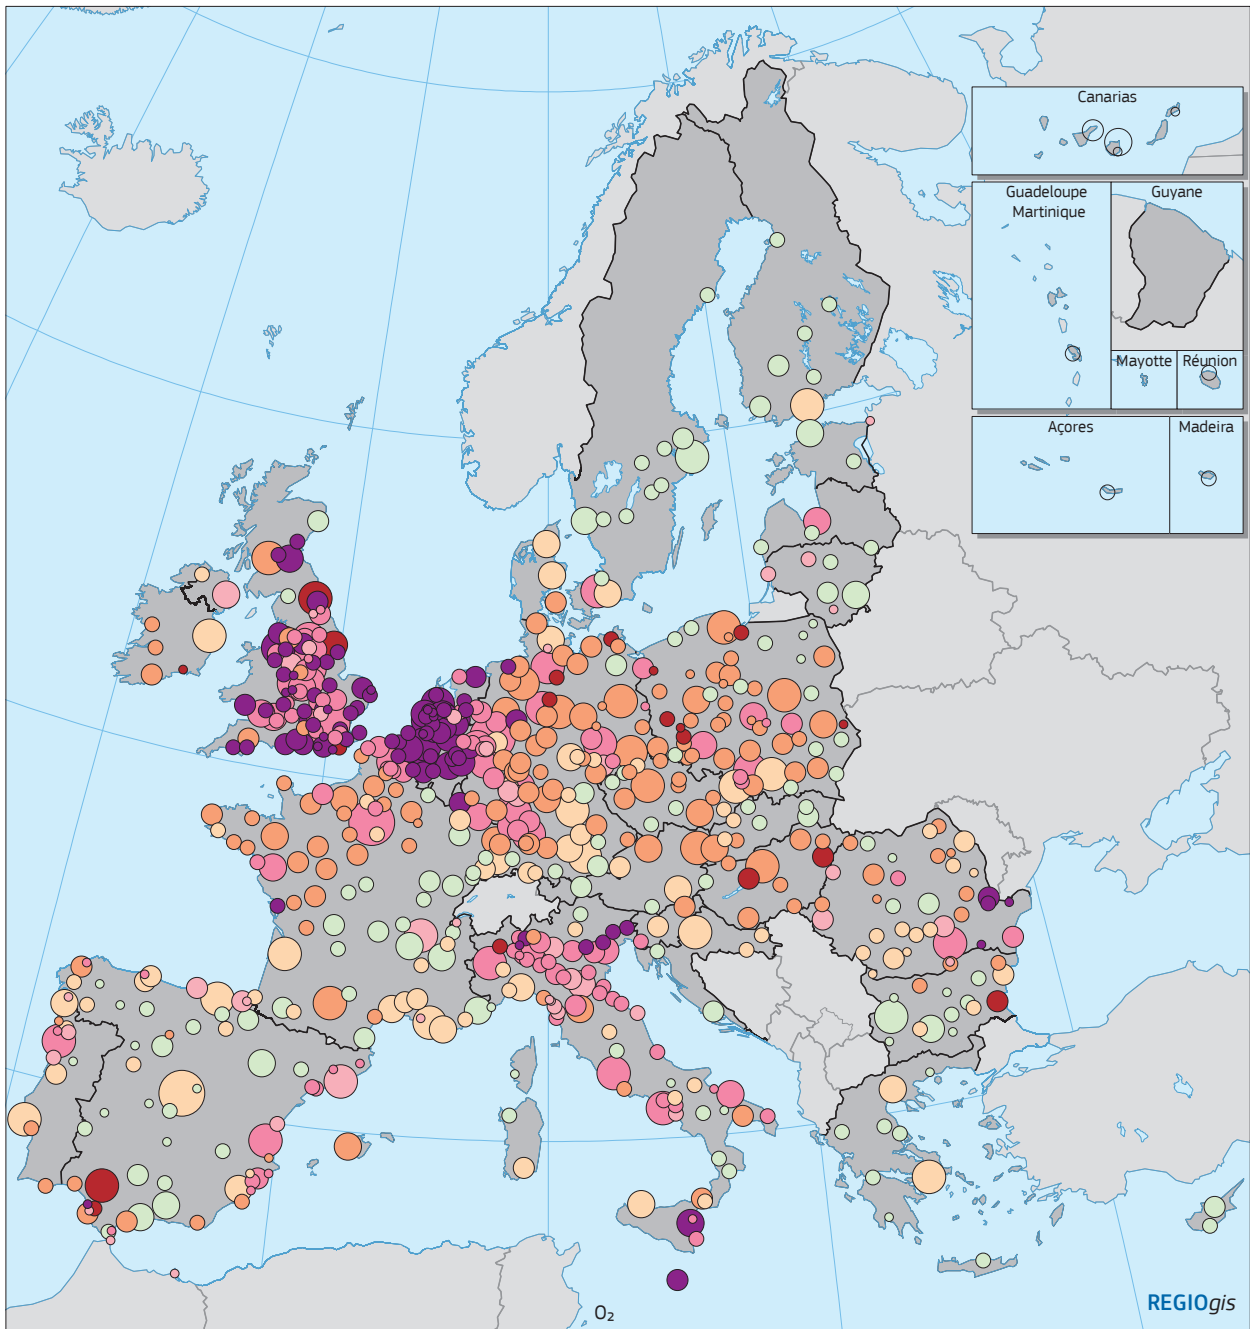 Canarias
Guadeloupe
Martinique
Guyane
Mayotte
Réunion
Açores
Madeira
O₂
REGIOgis